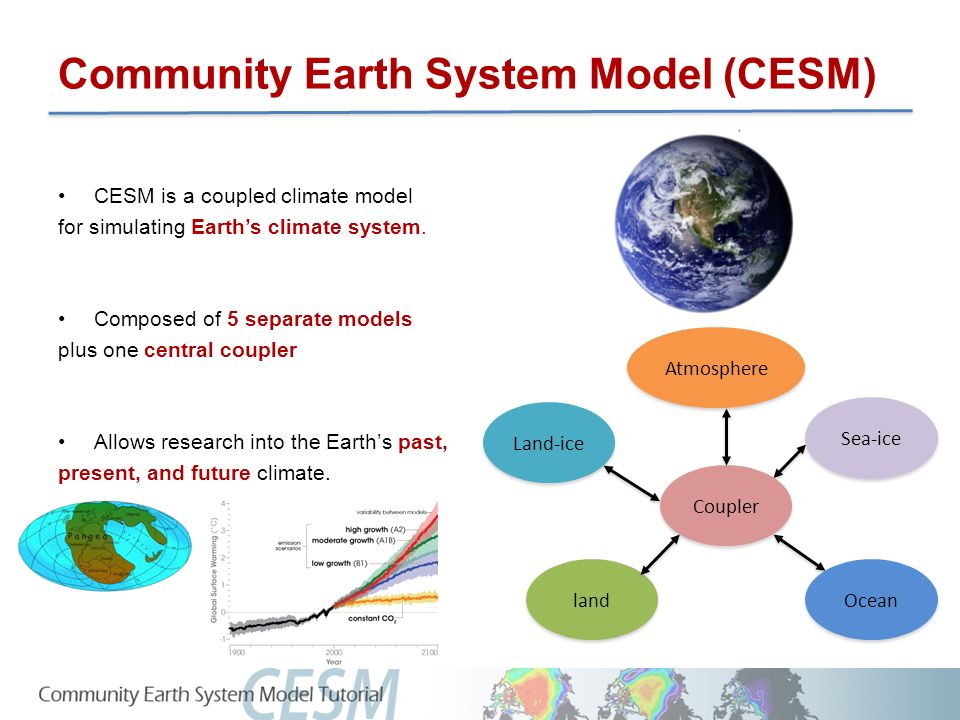 Community Earth System Model (CESM)
• CESM is a coupled climate model
for simulating Earth’s climate system.
• Composed of 5 separate models
plus one central coupler
• Allows research into the Earth’s past,
present, and future climate.
Atmosphere
Land-ice
Sea-ice
Coupler
land
Ocean
Pangea
Global Surface Warming (°C)
4
3
2
1
0
-1
variability between models
high growth (A2)
emission
scenarios
moderate growth (A1B)
low growth (B1)
constant CO2
1900
2000
2100
Year
Community Earth System Model Tutorial
CESM